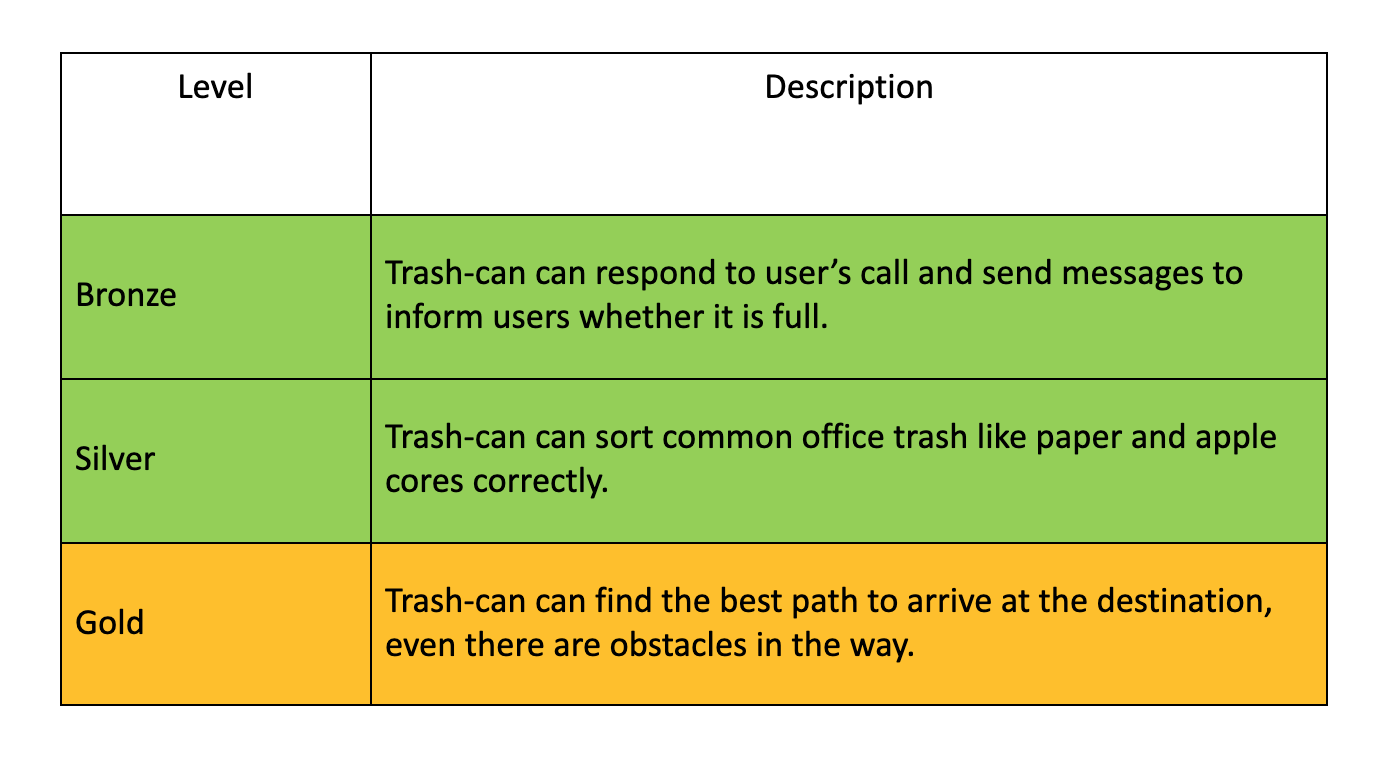 Level
Description
Bronze
Trash-can can respond to user’s call and send messages to
inform users whether it is full.
Silver
Trash-can can sort common office trash like paper and apple
cores correctly.
Gold
Trash-can can find the best path to arrive at the destination,
even there are obstacles in the way.